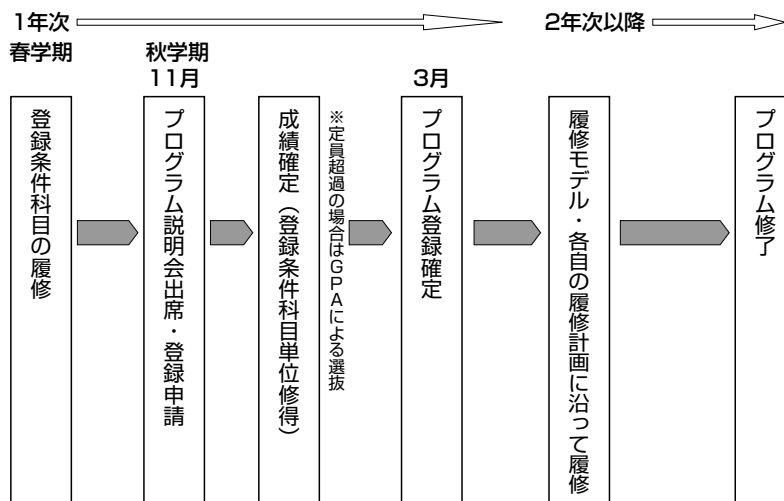 1年次
2年次以降
春学期
秋学期
11月
3月
登録条件科目の履修
プログラム説明会出席・登録申請
成績確定（登録条件科目単位修得）
※定員超過の場合はGPAによる選抜
プログラム登録確定
履修モデル・各自の履修計画に沿って履修
プログラム修了